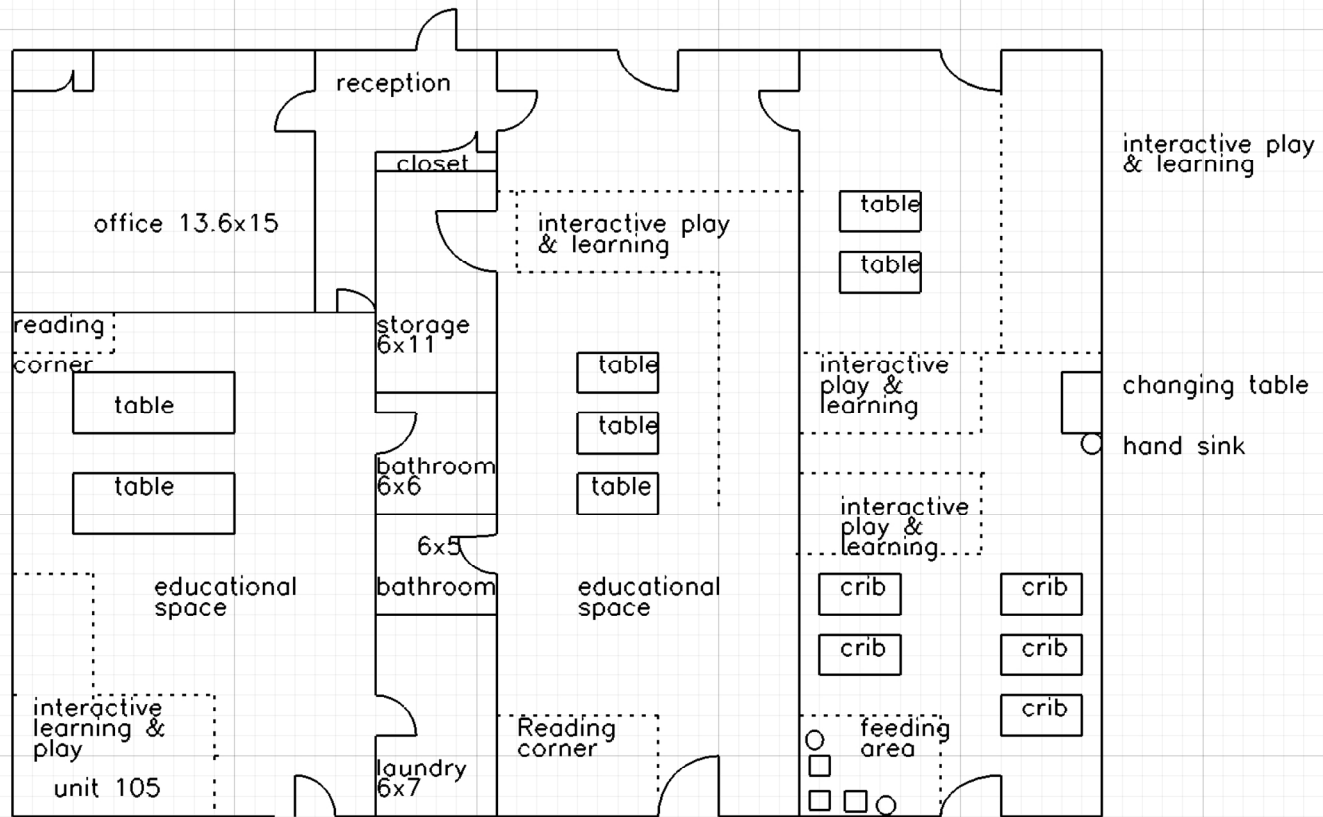 reception
closet
interactive play
& learning
office 13.6x15
interactive play
& learning
table
table
reading
corner
storage
6x11
table
table
table
table
table
interactive
play &
learning
changing table
hand sink
bathroom
6x6
interactive
play &
learning
6x5
bathroom
educational
space
educational
space
crib
crib
crib
crib
crib
interactive
learning &
play
unit 105
laundry
6x7
Reading
corner
feeding
area